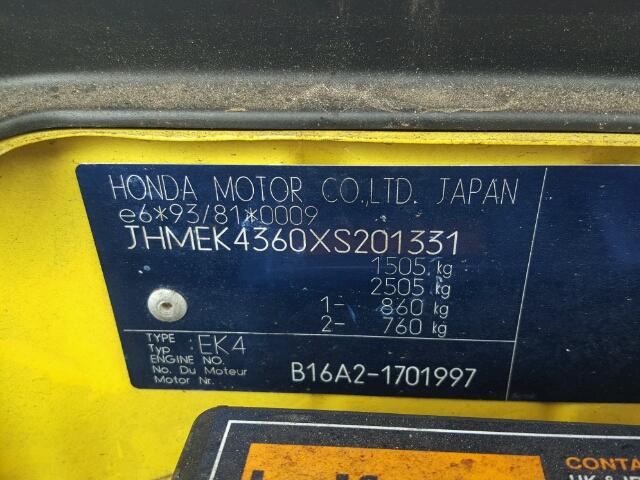 HONDA MOTOR CO.,LTD. JAPAN
e6*93/81*0009
JHMEK4360XS201331
1505 kg
2505 kg
1- 860 kg
2- 760 kg
TYPE
Typ EK4
ENGINE NO.
No. Du Moteur B16A2-1701997
Motor Nr.
CONTA